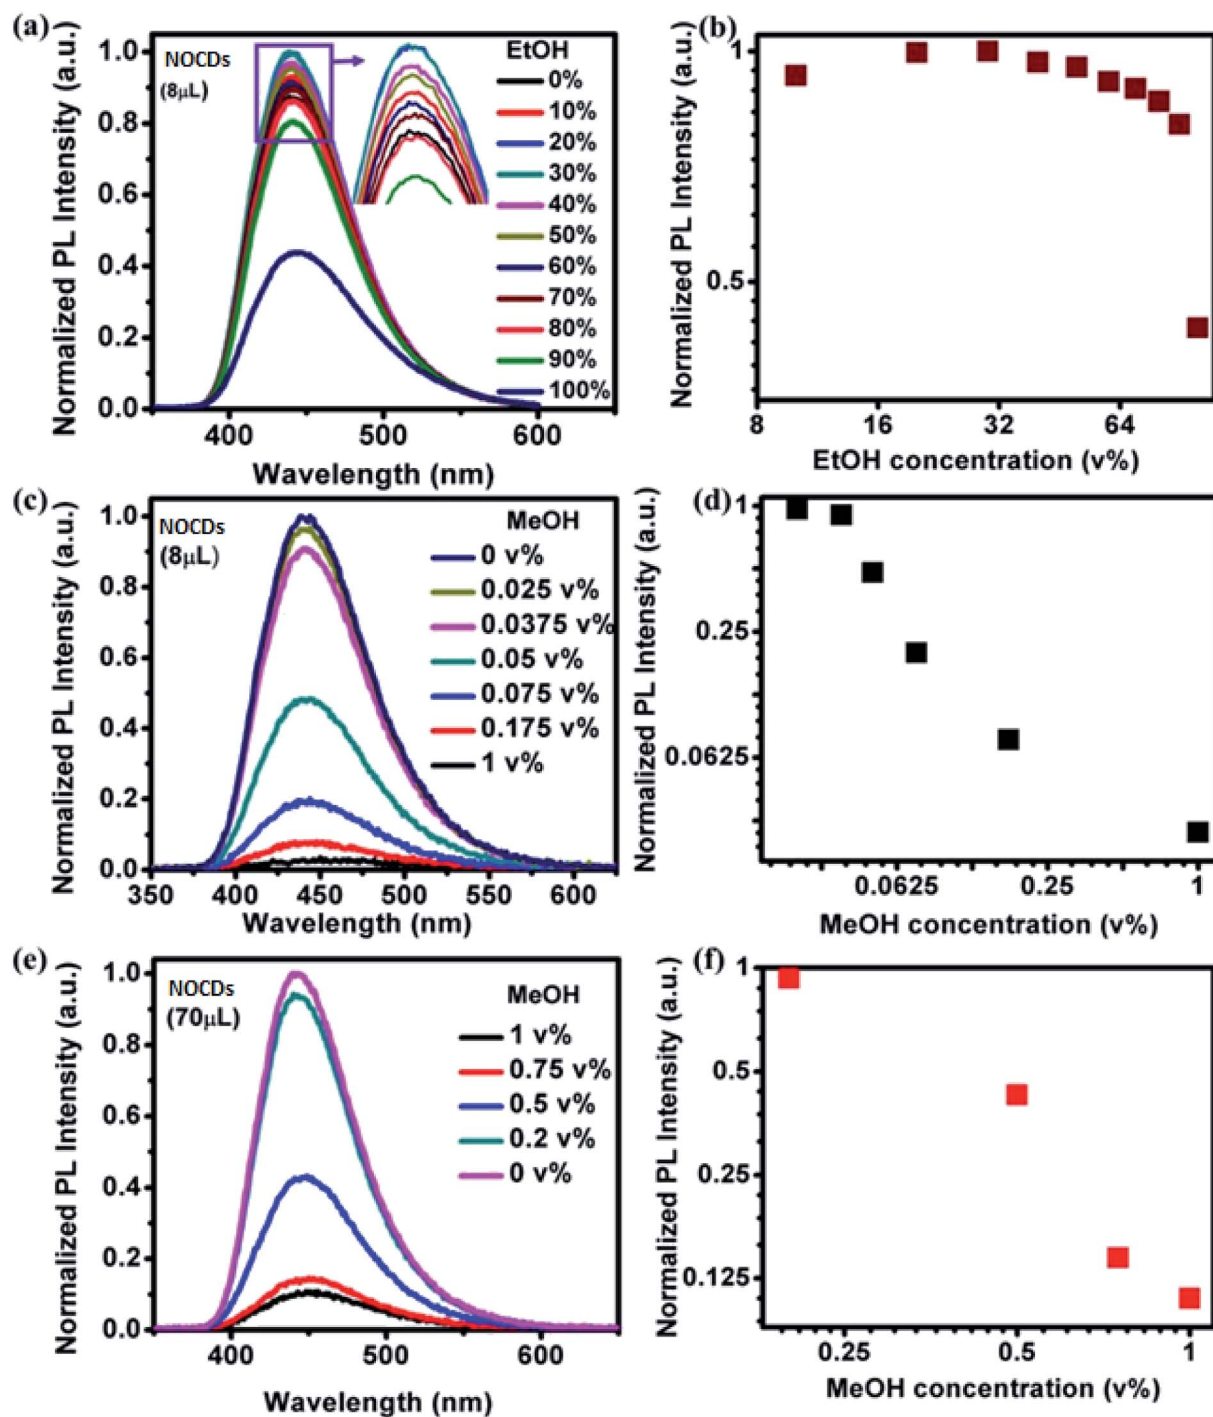 (a)
Normalized PL Intensity (a.u.)
1.0
0.8
0.6
0.4
0.2
0.0
NOCDs
(8μL)
EtOH
0%
10%
20%
30%
40%
50%
60%
70%
80%
90%
100%
400
500
600
Wavelength (nm)
(b)
Normalized PL Intensity (a.u.)
1
0.5
8
16
32
64
EtOH concentration (v%)
(c)
Normalized PL Intensity (a.u.)
1.0
0.8
0.6
0.4
0.2
0.0
NOCDs
(8μL)
MeOH
0 v%
0.025 v%
0.0375 v%
0.05 v%
0.075 v%
0.175 v%
1 v%
350
400
450
500
550
600
Wavelength (nm)
(d)
Normalized PL Intensity (a.u.)
1
0.25
0.0625
0.0625
0.25
1
MeOH concentration (v%)
(e)
Normalized PL Intensity (a.u.)
1.0
0.8
0.6
0.4
0.2
0.0
NOCDs
(70μL)
MeOH
1 v%
0.75 v%
0.5 v%
0.2 v%
0 v%
400
500
600
Wavelength (nm)
(f)
Normalized PL Intensity (a.u.)
1
0.5
0.25
0.125
0.25
0.5
1
MeOH concentration (v%)